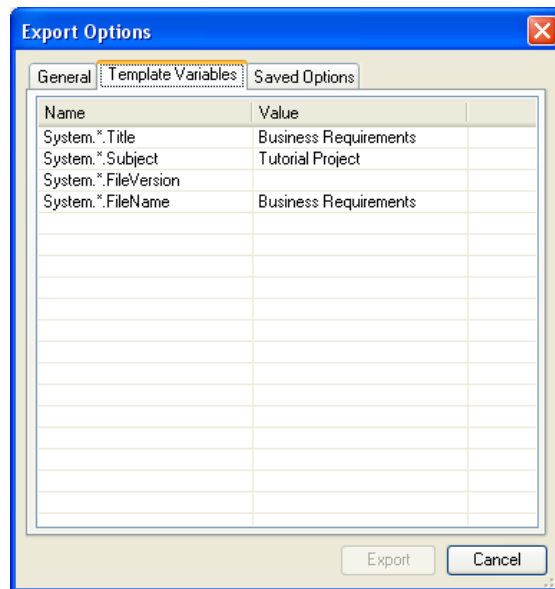 Export Options
General Template Variables Saved Options
Name Value
System.*.Title Business Requirements
System.*.Subject Tutorial Project
System.*.FileVersion
System.*.FileName Business Requirements
Export Cancel